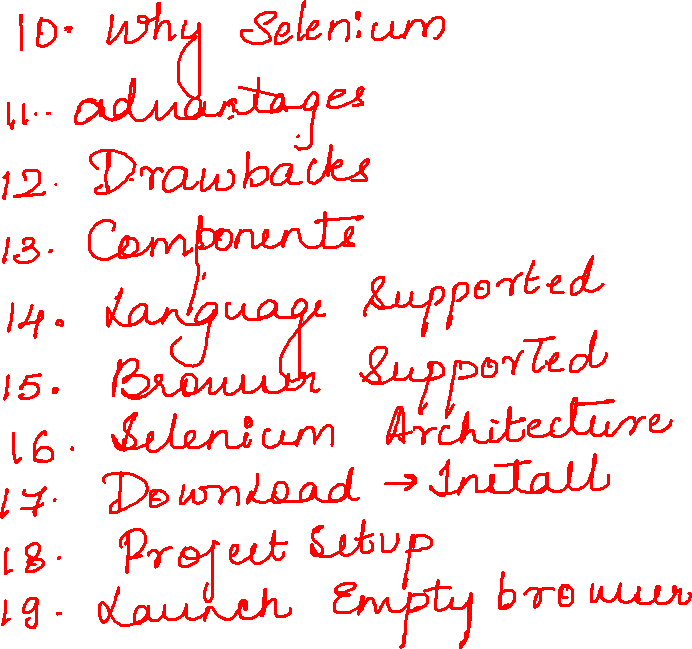 10. Why Selenium
11. advantages
12. Drawbacks
13. Components
14. Language Supported
15. Browser Supported
16. Selenium Architecture
17. Download → Install
18. Project Setup
19. Launch Empty browser